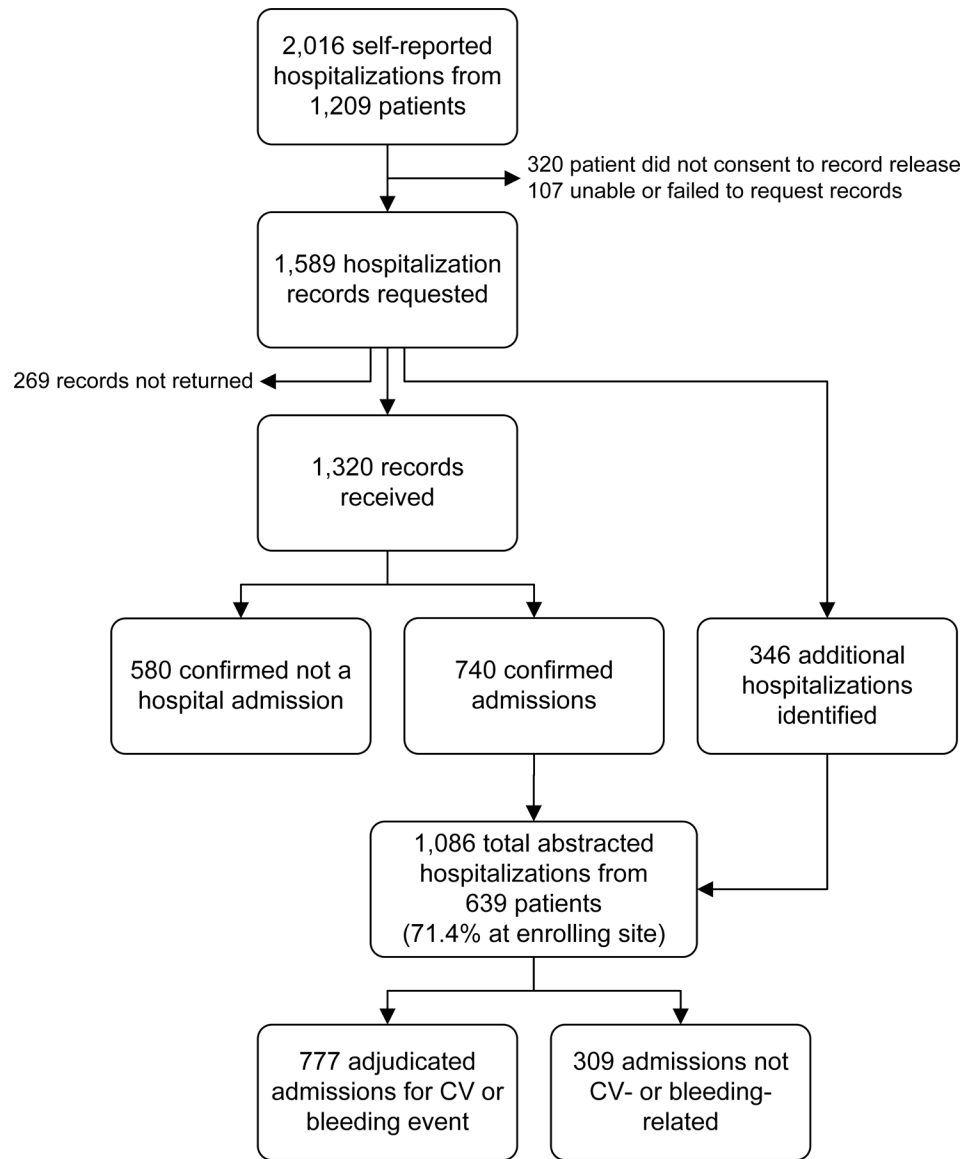 2,016 self-reported
hospitalizations from
1,209 patients
320 patient did not consent to record release
107 unable or failed to request records
1,589 hospitalization
records requested
269 records not returned
1,320 records
received
580 confirmed not a
hospital admission
740 confirmed
admissions
346 additional
hospitalizations
identified
1,086 total abstracted
hospitalizations from
639 patients
(71.4% at enrolling site)
777 adjudicated
admissions for CV or
bleeding event
309 admissions not
CV- or bleeding-
related